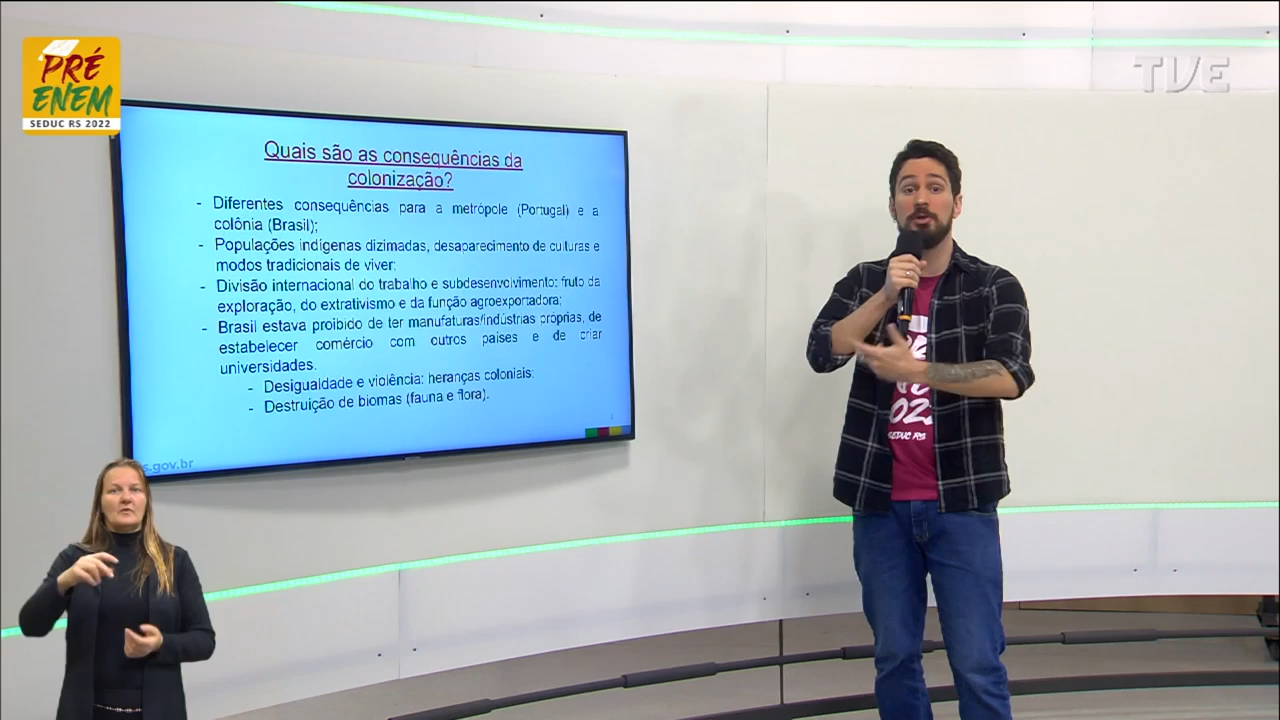 PRÉ
ENEM
SEDUC RS 2022
TVE
Quais são as consequências da
colonização?
- Diferentes consequências para a metrópole (Portugal) e a
colônia (Brasil);
- Populações indígenas dizimadas, desaparecimento de culturas e
modos tradicionais de viver;
- Divisão internacional do trabalho e subdesenvolvimento: fruto da
exploração, do extrativismo e da função agroexportadora;
- Brasil estava proibido de ter manufaturas/indústrias próprias, de
estabelecer comércio com outros países e de criar
universidades.
- Desigualdade e violência: heranças coloniais;
- Destruição de biomas (fauna e flora).
s.gov.br
SEDUC RS